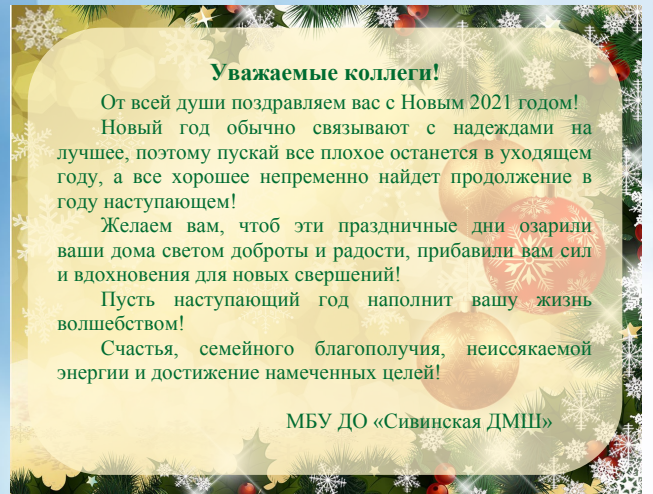 Уважаемые коллеги!
От всей души поздравляем вас с Новым 2021 годом!
Новый год обычно связывают с надеждами на
лучшее, поэтому пускай все плохое останется в уходящем
году, а все хорошее непременно найдет продолжение в
году наступающем!
Желаем вам, чтоб эти праздничные дни озарили
ваши дома светом доброты и радости, прибавили вам сил
и вдохновения для новых свершений!
Пусть наступающий год наполнит вашу жизнь
волшебством!
Счастья, семейного благополучия, неиссякаемой
энергии и достижение намеченных целей!
МБУ ДО «Сивинская ДМШ»